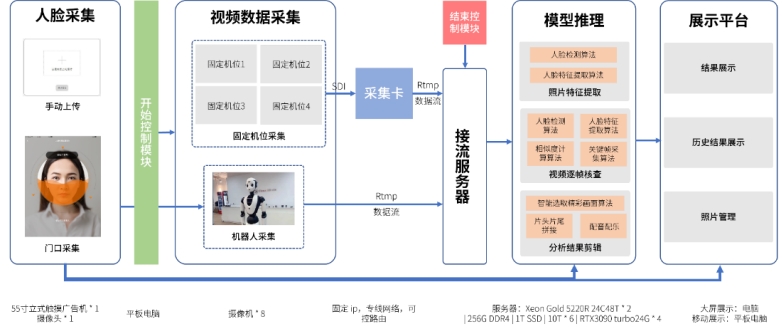 人脸采集
手动上传
门口采集
开始控制模块
视频数据采集
固定机位1
固定机位2
固定机位3
固定机位4
固定机位采集
机器人采集
SDI
采集卡
Rtmp
数据流
Rtmp
数据流
结束控
制模块
接流服务器
模型推理
人脸检测算法
人脸特征提取算法
照片特征提取
人脸检测
算法
人脸特征
提取算法
相似度计
算算法
关键帧采
集算法
视频逐帧核查
智能选取精彩画面算法
片头片尾
拼接
配音配乐
分析结果剪辑
展示平台
结果展示
历史结果展示
照片管理
55寸立式触摸广告机 * 1
摄像头 * 1
平板电脑
摄像机 * 8
固定 ip，专线网络，可
控路由
服务器：Xeon Gold 5220R 24C48T * 2
| 256G DDR4 | 1T SSD | 10T * 6 | RTX3090 turbo24G * 4
大屏展示：电脑
移动展示：平板电脑